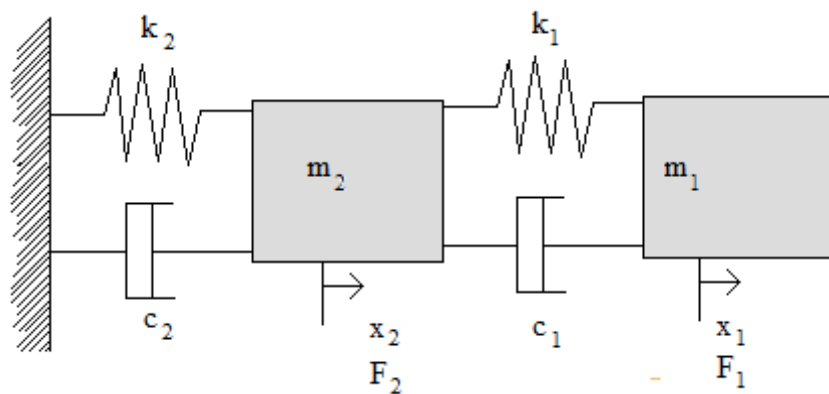 k₂
k₁
m₂
m₁
c₂
x₂
F₂
c₁
x₁
F₁